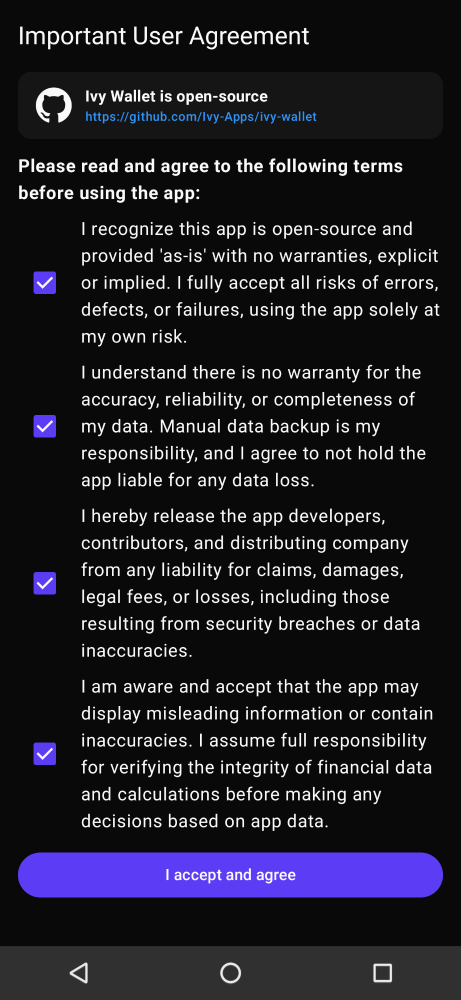 Important User Agreement
Ivy Wallet is open-source
https://github.com/Ivy-Apps/ivy-wallet
Please read and agree to the following terms
before using the app:
I recognize this app is open-source and
provided 'as-is' with no warranties, explicit
or implied. I fully accept all risks of errors,
defects, or failures, using the app solely at
my own risk.
I understand there is no warranty for the
accuracy, reliability, or completeness of
my data. Manual data backup is my
responsibility, and I agree to not hold the
app liable for any data loss.
I hereby release the app developers,
contributors, and distributing company
from any liability for claims, damages,
legal fees, or losses, including those
resulting from security breaches or data
inaccuracies.
I am aware and accept that the app may
display misleading information or contain
inaccuracies. I assume full responsibility
for verifying the integrity of financial data
and calculations before making any
decisions based on app data.
I accept and agree